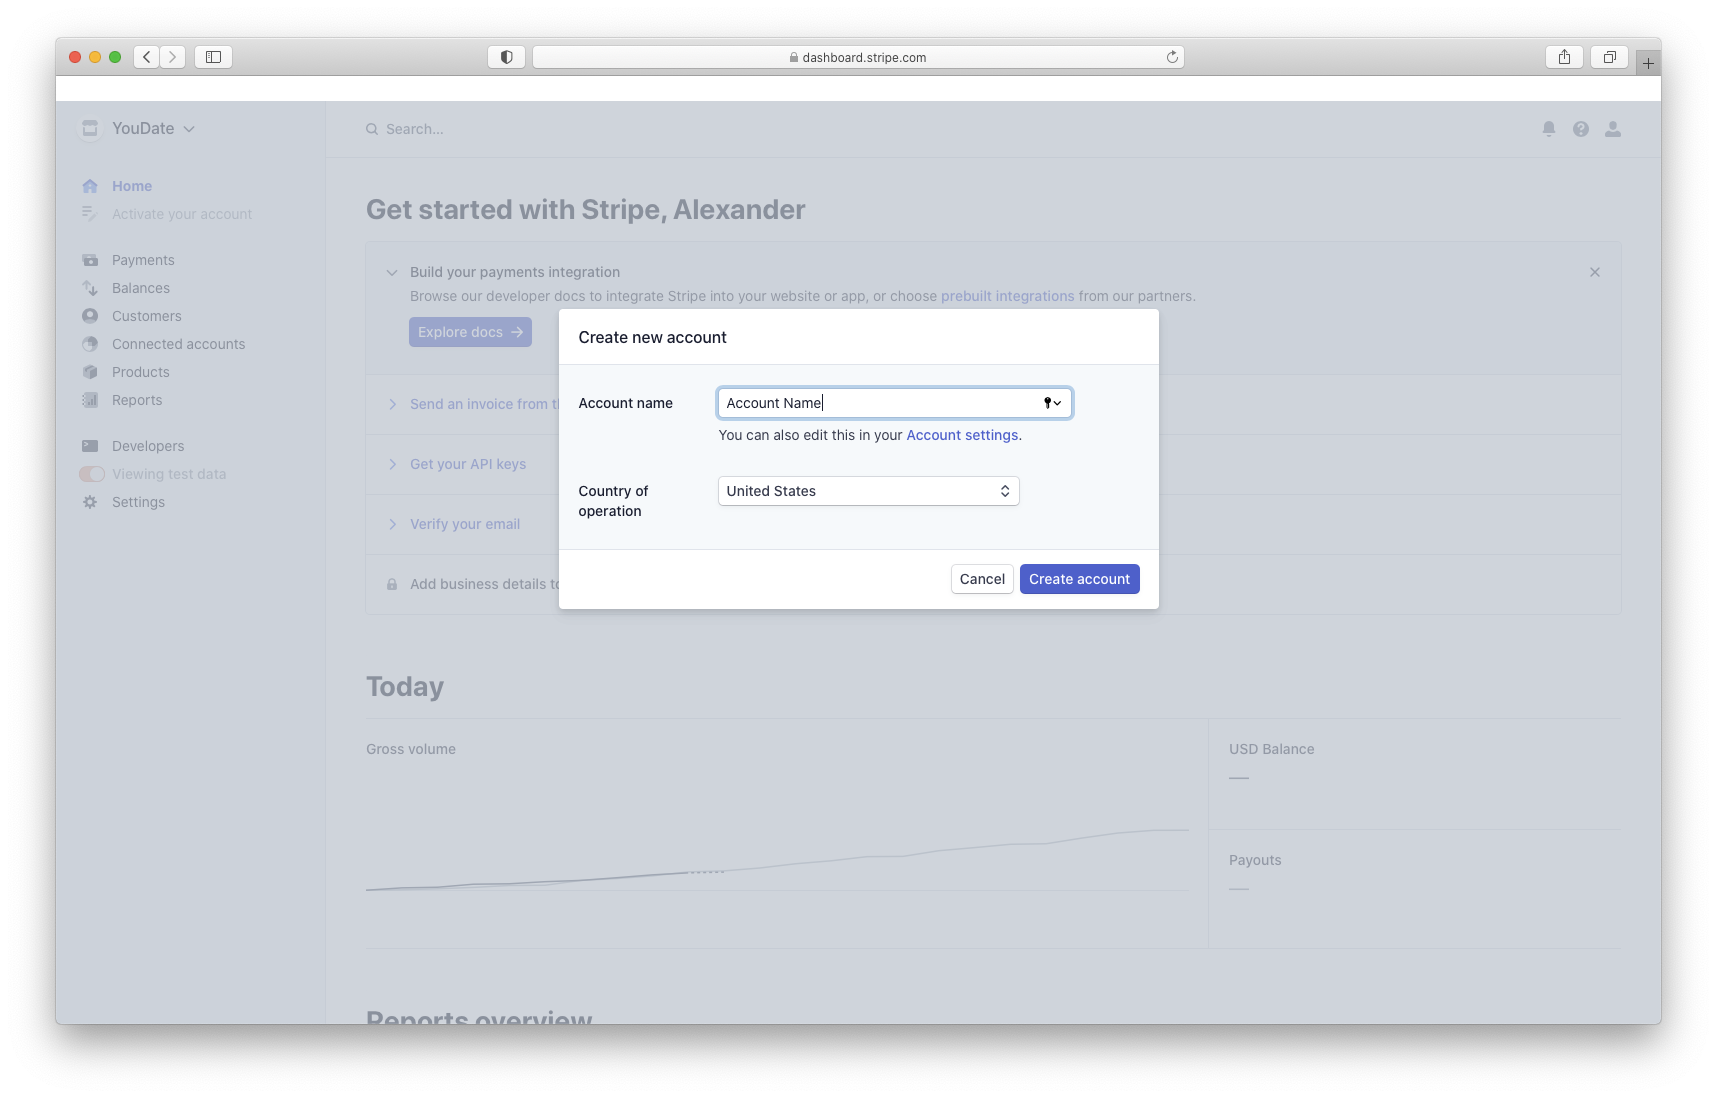 dashboard.stripe.com
YouDate
Search...
Home
Activate your account
Payments
Balances
Customers
Connected accounts
Products
Reports
Developers
Viewing test data
Settings
Get started with Stripe, Alexander
Build your payments integration
Browse our developer docs to integrate Stripe into your website or app, or choose prebuilt integrations from our partners.
Explore docs →
Send an invoice from
Get your API keys
Verify your email
Add business details
Create new account
Account name
Account Name
You can also edit this in your Account settings.
Country of
operation
United States
Cancel
Create account
Today
Gross volume
USD Balance
—
Payouts
—
Reports overview